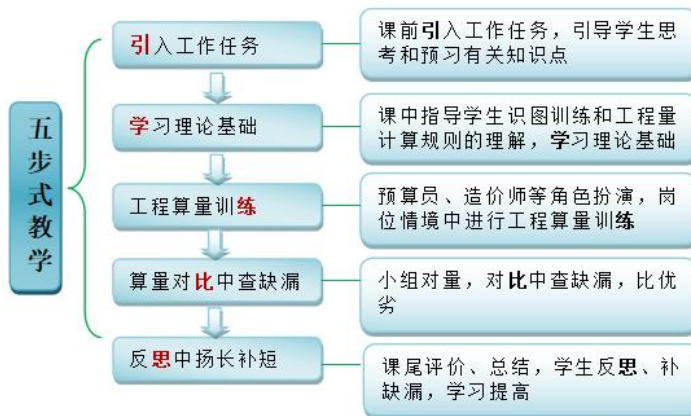 五步式教学
引入工作任务
课前引入工作任务，引导学生思
考和预习有关知识点
学习理论基础
课中指导学生识图训练和工程量
计算规则的理解，学习理论基础
工程算量训练
预算员、造价师等角色扮演，岗
位情境中进行工程算量训练
算量对比中查缺漏
小组对量，对比中查缺漏，比优
劣
反思中扬长补短
课尾评价、总结，学生反思、补
缺漏，学习提高